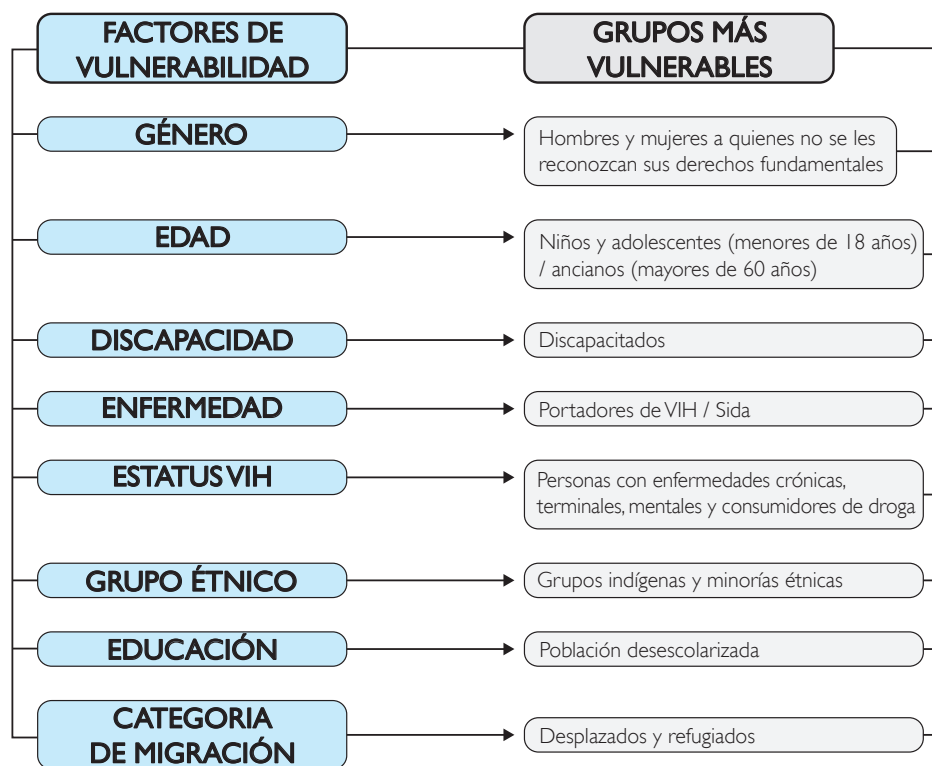 FACTORES DE
VULNERABILIDAD
GRUPOS MÁS
VULNERABLES
GÉNERO
Hombres y mujeres a quienes no se les
reconozcan sus derechos fundamentales
EDAD
Niños y adolescentes (menores de 18 años)
/ ancianos (mayores de 60 años)
DISCAPACIDAD
Discapacitados
ENFERMEDAD
Portadores de VIH / Sida
ESTATUS VIH
Personas con enfermedades crónicas,
terminales, mentales y consumidores de droga
GRUPO ÉTNICO
Grupos indígenas y minorías étnicas
EDUCACIÓN
Población desescolarizada
CATEGORIA
DE MIGRACIÓN
Desplazados y refugiados